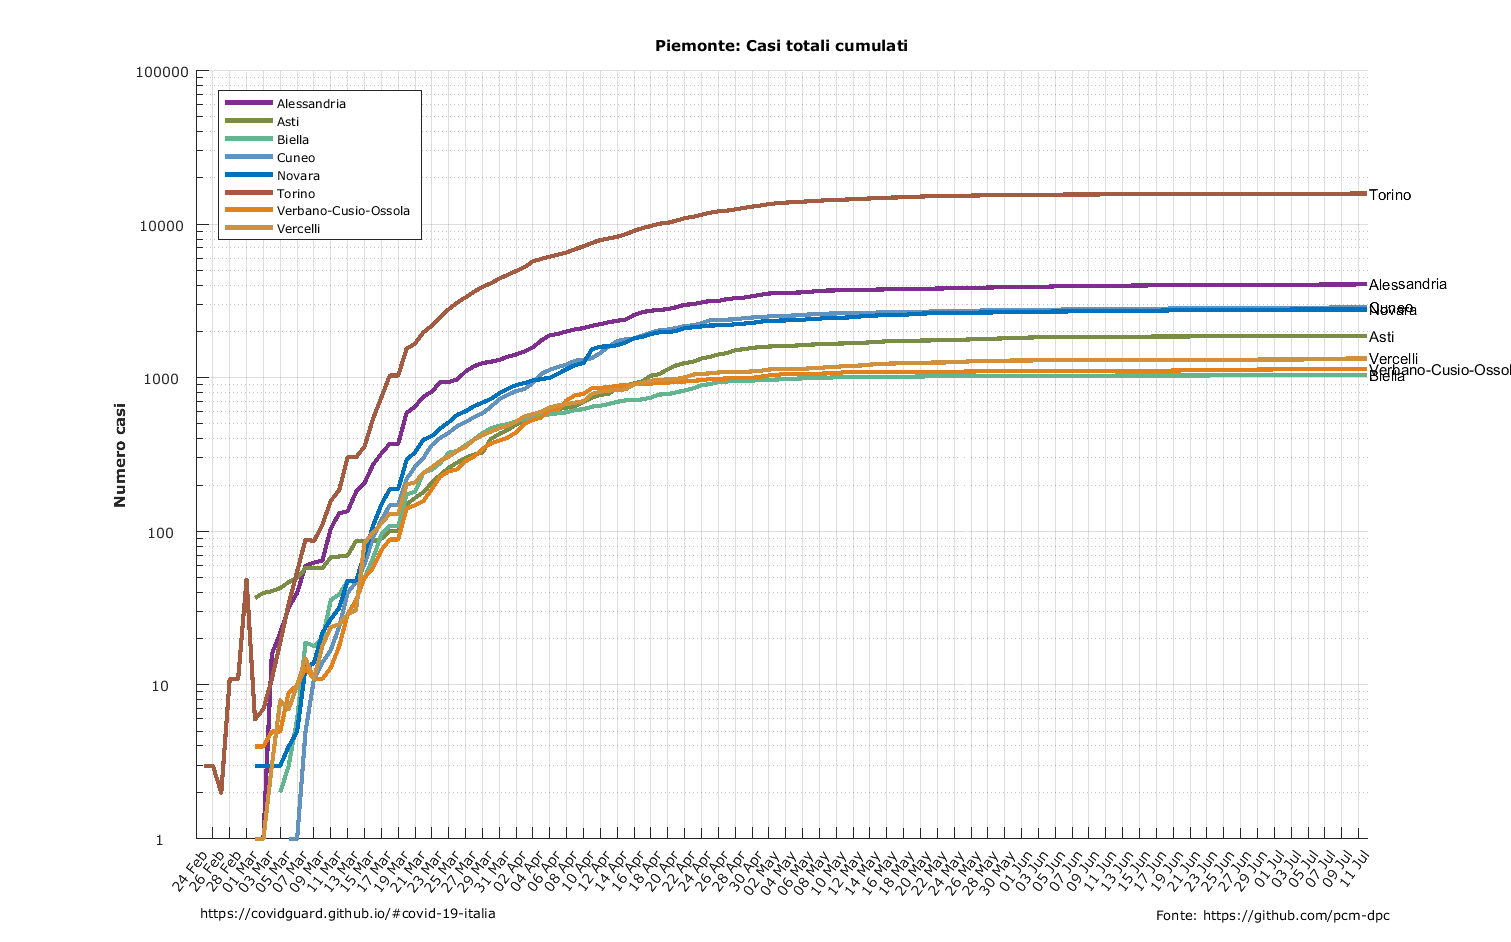 Piemonte: Casi totali cumulati
Numero casi
100000
10000
1000
100
10
1
Alessandria
Asti
Biella
Cuneo
Novara
Torino
Verbano-Cusio-Ossola
Vercelli
Torino
Alessandria
Cuneo
Novara
Asti
Vercelli
Verbano-Cusio-Ossol
Biella
24 Feb
26 Feb
28 Feb
01 Mar
03 Mar
05 Mar
07 Mar
09 Mar
11 Mar
13 Mar
15 Mar
17 Mar
19 Mar
21 Mar
23 Mar
25 Mar
27 Mar
29 Mar
31 Mar
02 Apr
04 Apr
06 Apr
08 Apr
10 Apr
12 Apr
14 Apr
16 Apr
18 Apr
20 Apr
22 Apr
24 Apr
26 Apr
28 Apr
30 Apr
02 May
04 May
06 May
08 May
10 May
12 May
14 May
16 May
18 May
20 May
22 May
24 May
26 May
28 May
30 May
01 Jun
03 Jun
05 Jun
07 Jun
09 Jun
11 Jun
13 Jun
15 Jun
17 Jun
19 Jun
21 Jun
23 Jun
25 Jun
27 Jun
29 Jun
01 Jul
03 Jul
05 Jul
07 Jul
09 Jul
11 Jul
https://covidguard.github.io/#covid-19-italia
Fonte: https://github.com/pcm-dpc